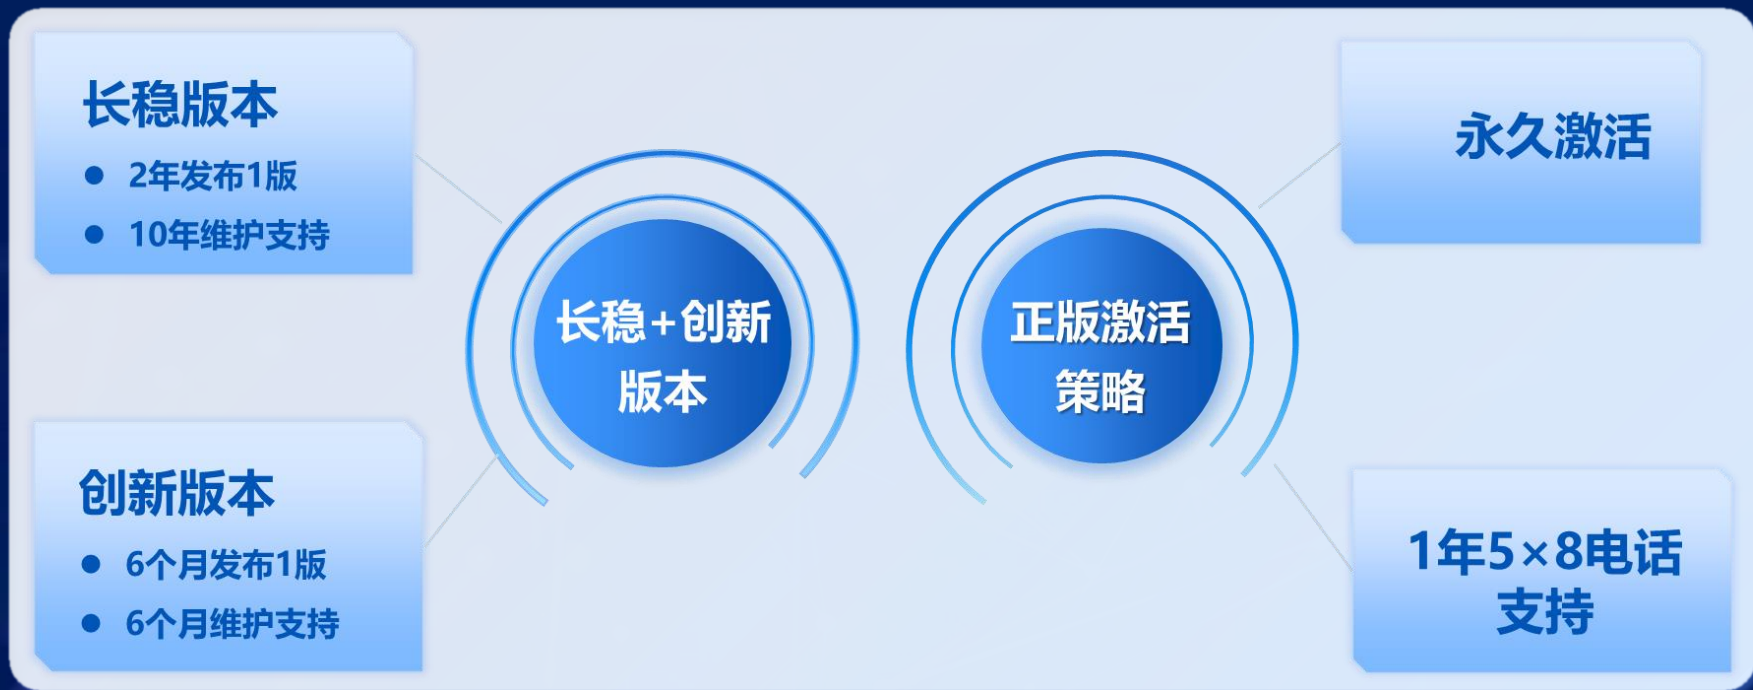 长稳版本
2年发布1版
10年维护支持
创新版本
6个月发布1版
6个月维护支持
长稳+创新
版本
正版激活
策略
永久激活
1年5×8电话
支持